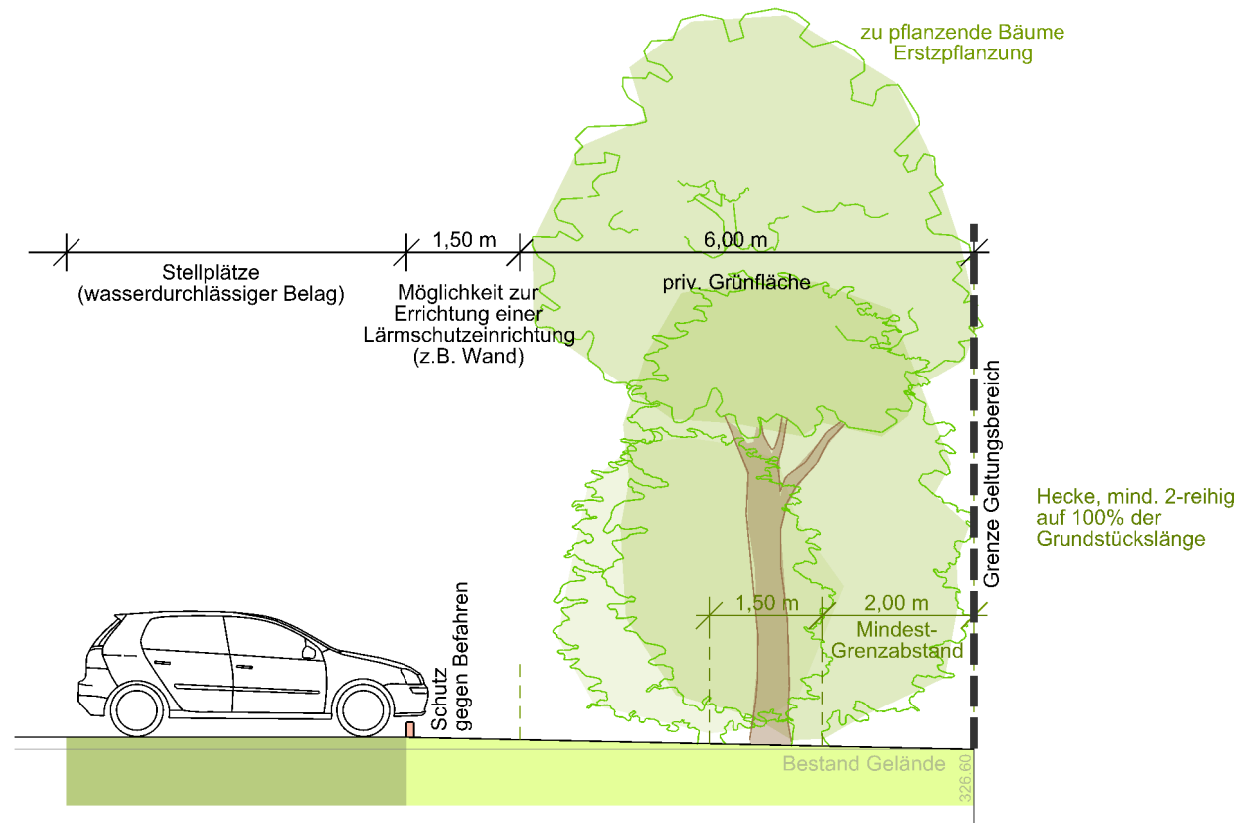 zu pflanzende Bäume
Erstzpflanzung
1,50 m
6,00 m
Stellplätze
(wasserdurchlässiger Belag)
Möglichkeit zur
Errichtung einer
Lärmschutzeinrichtung
(z.B. Wand)
priv. Grünfläche
Grenze Geltungsbereich
Hecke, mind. 2-reihig
auf 100% der
Grundstückslänge
1,50 m
2,00 m
Mindest-
Grenzabstand
Schutz
gegen Befahren
Bestand Gelände
326.60